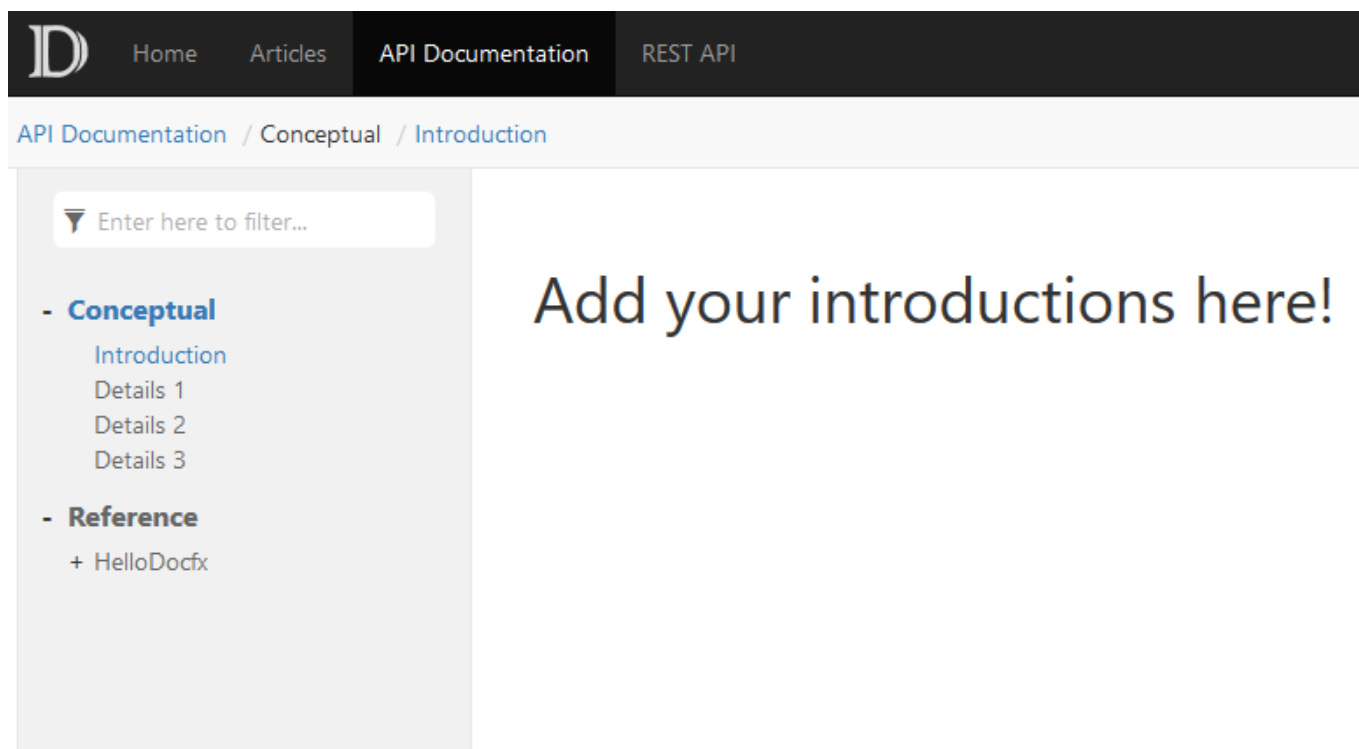 D Home Articles API Documentation REST API
API Documentation / Conceptual / Introduction
Enter here to filter...
- Conceptual
Introduction
Details 1
Details 2
Details 3
- Reference
+ HelloDocfx
Add your introductions here!